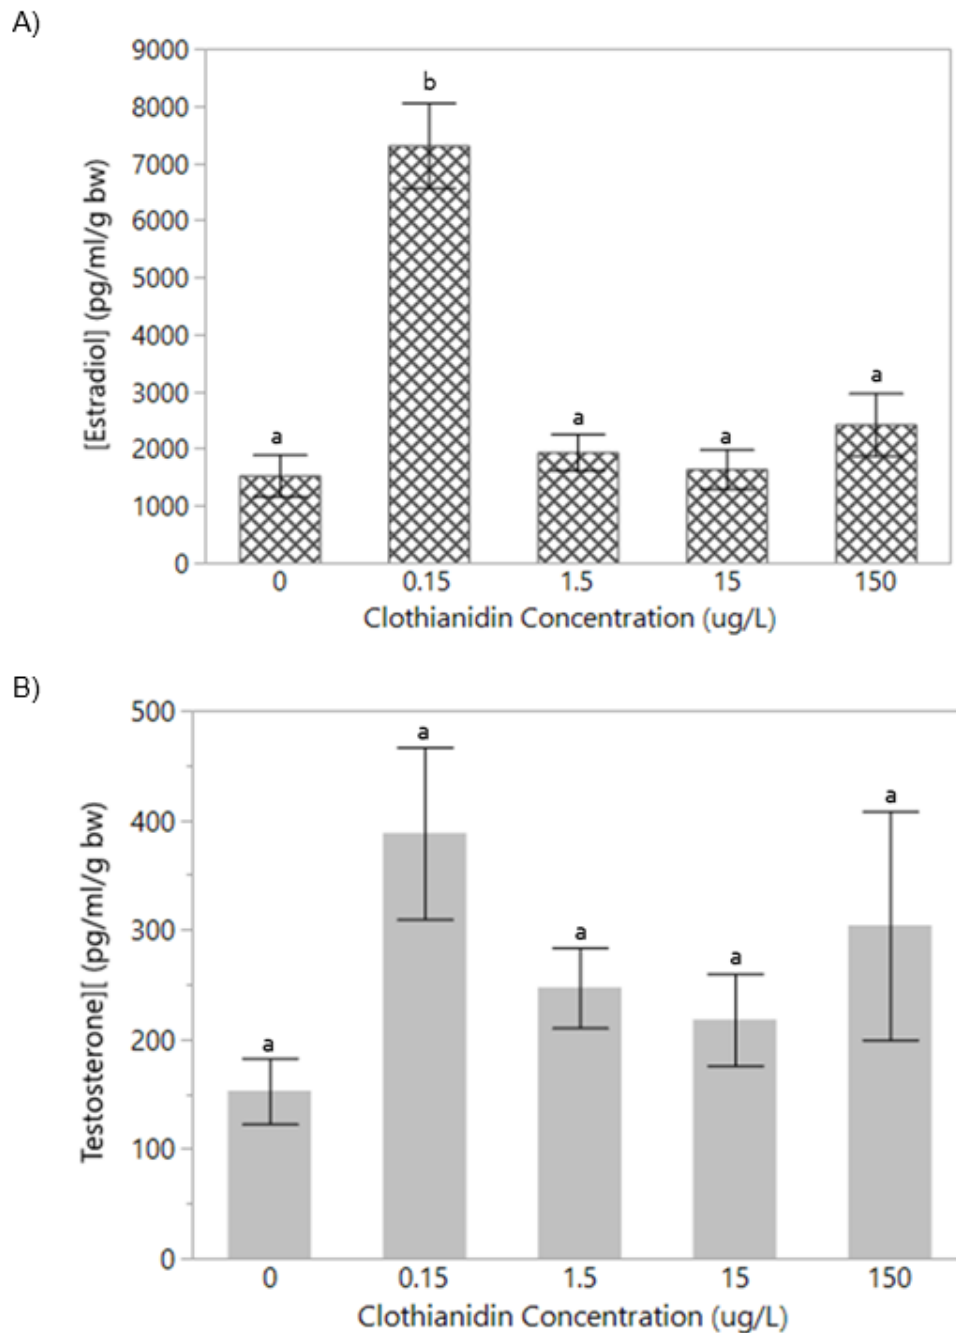 A)
[Estradiol] (pg/ml/g bw)
9000
8000
7000
6000
5000
4000
3000
2000
1000
0
a
b
a
a
a
0 0.15 1.5 15 150
Clothianidin Concentration (ug/L)
B)
Testosterone][ (pg/ml/g bw)
500
400
300
200
100
0
a
a
a
a
a
0 0.15 1.5 15 150
Clothianidin Concentration (ug/L)